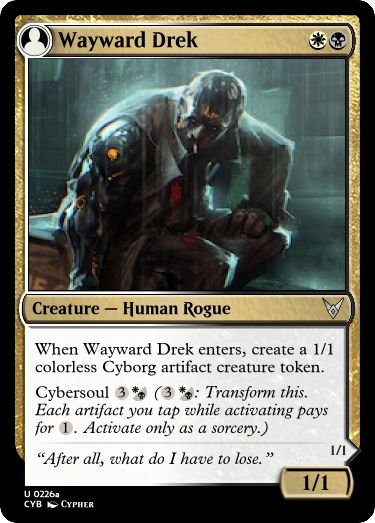 Wayward Drek
Creature — Human Rogue
When Wayward Drek enters, create a 1/1
colorless Cyborg artifact creature token.
Cybersoul 3 (3 : Transform this.
Each artifact you tap while activating pays
for 1. Activate only as a sorcery.)
“After all, what do I have to lose.”
1/1
1/1
U 0226a
CYB Cypher